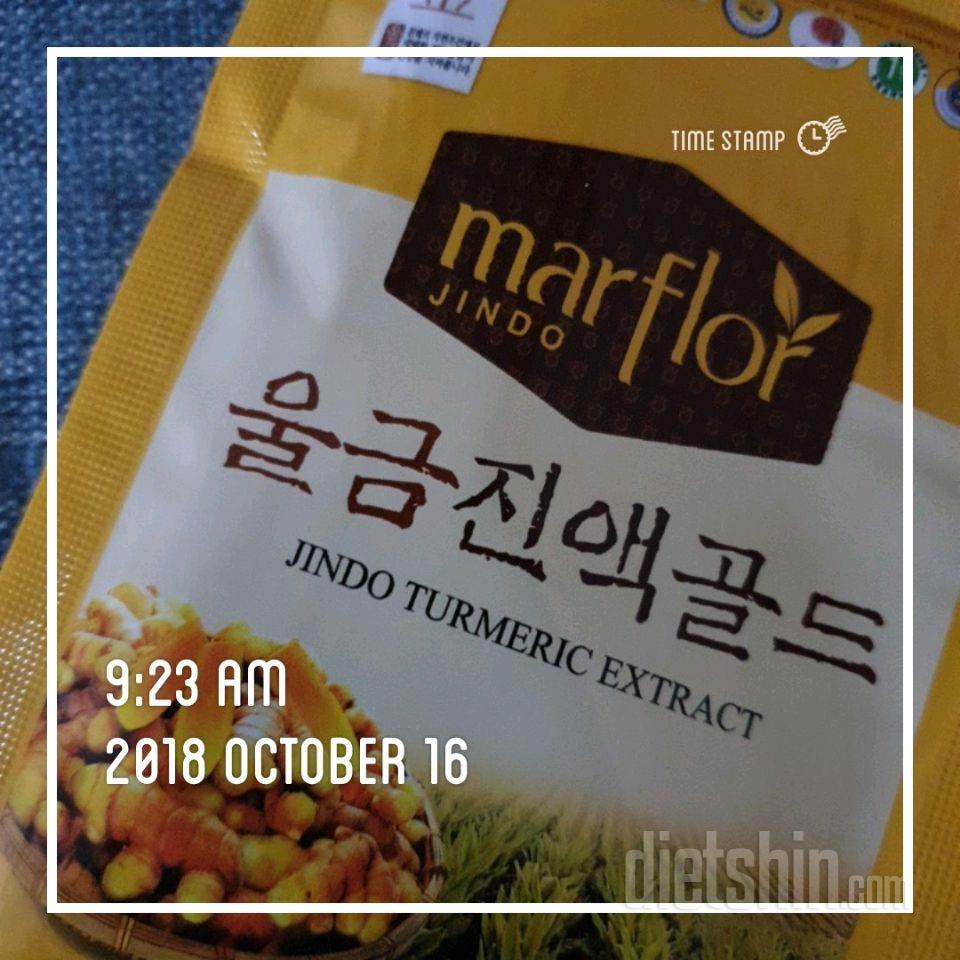 TIME STAMP
marflor
JINDO
울금진액골드
JINDO TURMERIC EXTRACT
9:23 AM
2018 OCTOBER 16
dietshin.com